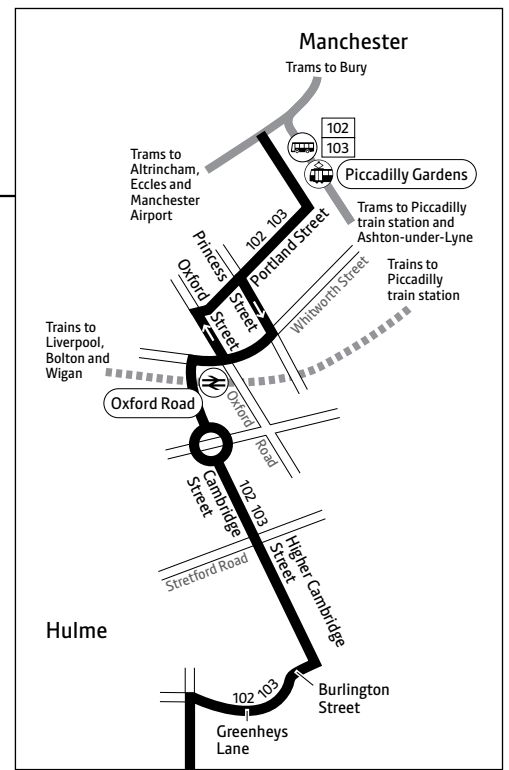 Manchester
Trams to Bury
102
103
Piccadilly Gardens
Trams to
Altrincham,
Eccles and
Manchester
Airport
Trams to Piccadilly
train station and
Ashton-under-Lyne
102 103
Portland Street
Princess
Street
Oxford
Street
Whitworth Street
Trains to
Piccadilly
train station
Trains to
Liverpool,
Bolton and
Wigan
Oxford Road
Oxford
Road
Cambridge
Street
102 103
Higher Cambridge
Street
Stretford Road
Hulme
102 103
Burlington
Street
Greenheys
Lane